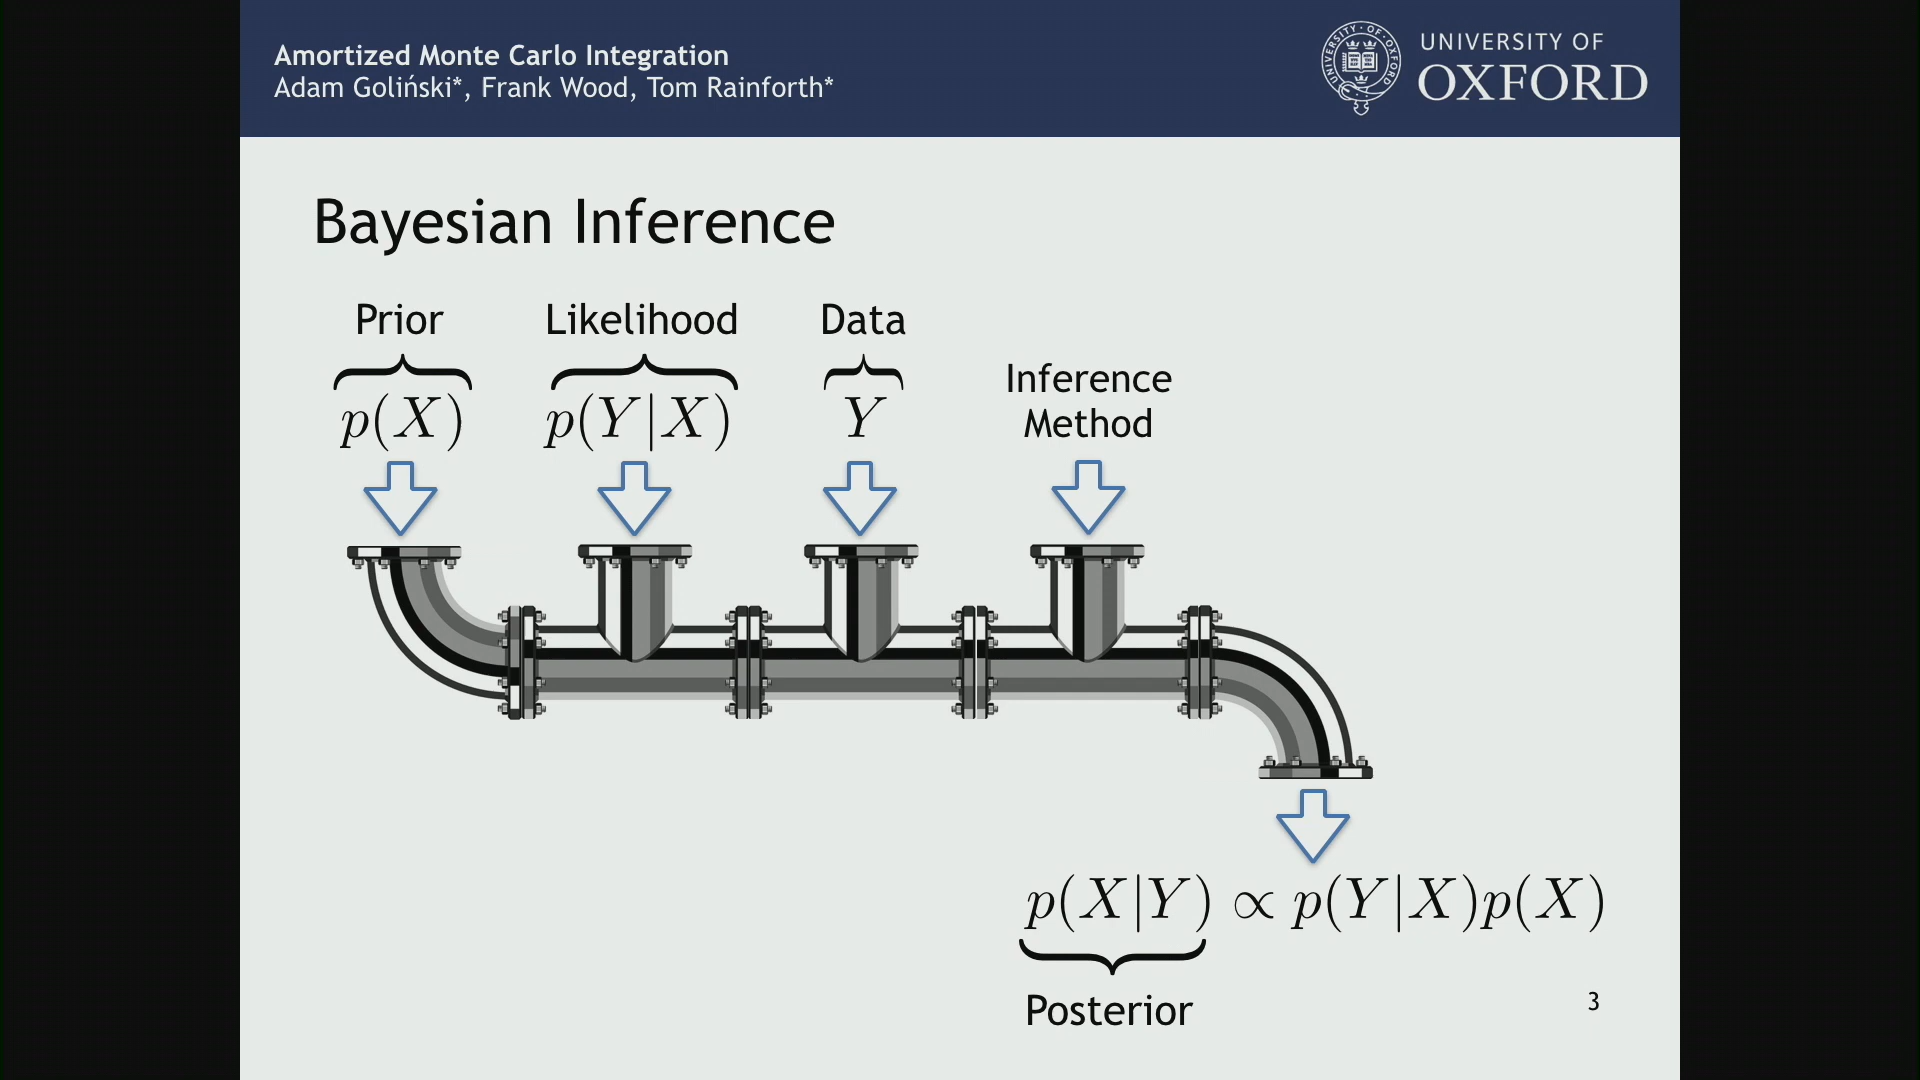 Amortized Monte Carlo Integration
Adam Goliński*, Frank Wood, Tom Rainforth*
UNIVERSITY OF
OXFORD
Bayesian Inference
Prior
Likelihood
Data
Inference
Method
p(X)
p(Y|X)
Y
p(X|Y) ∝ p(Y|X)p(X)
Posterior
3